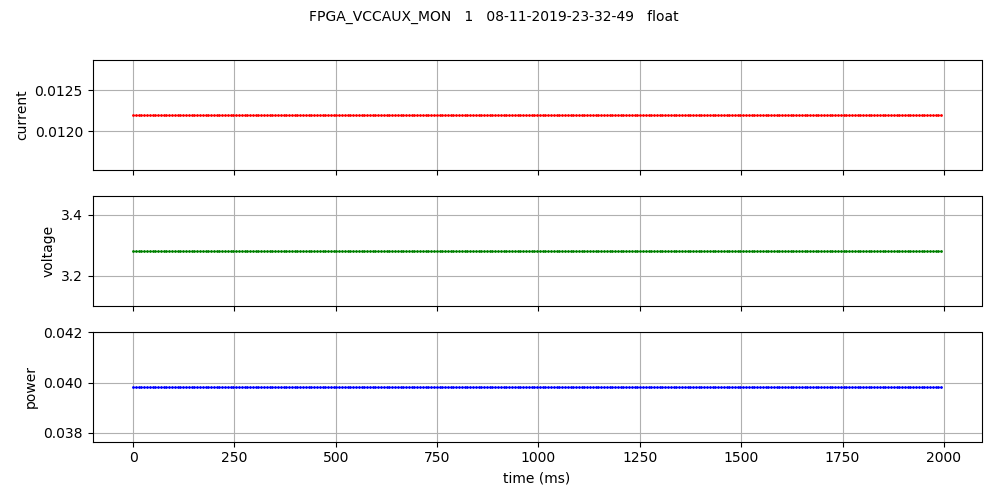 FPGA_VCCAUX_MON 1 08-11-2019-23-32-49 float
0.0125
0.0120
current
3.4
3.2
voltage
0.042
0.040
0.038
power
0 250 500 750 1000 1250 1500 1750 2000
time (ms)